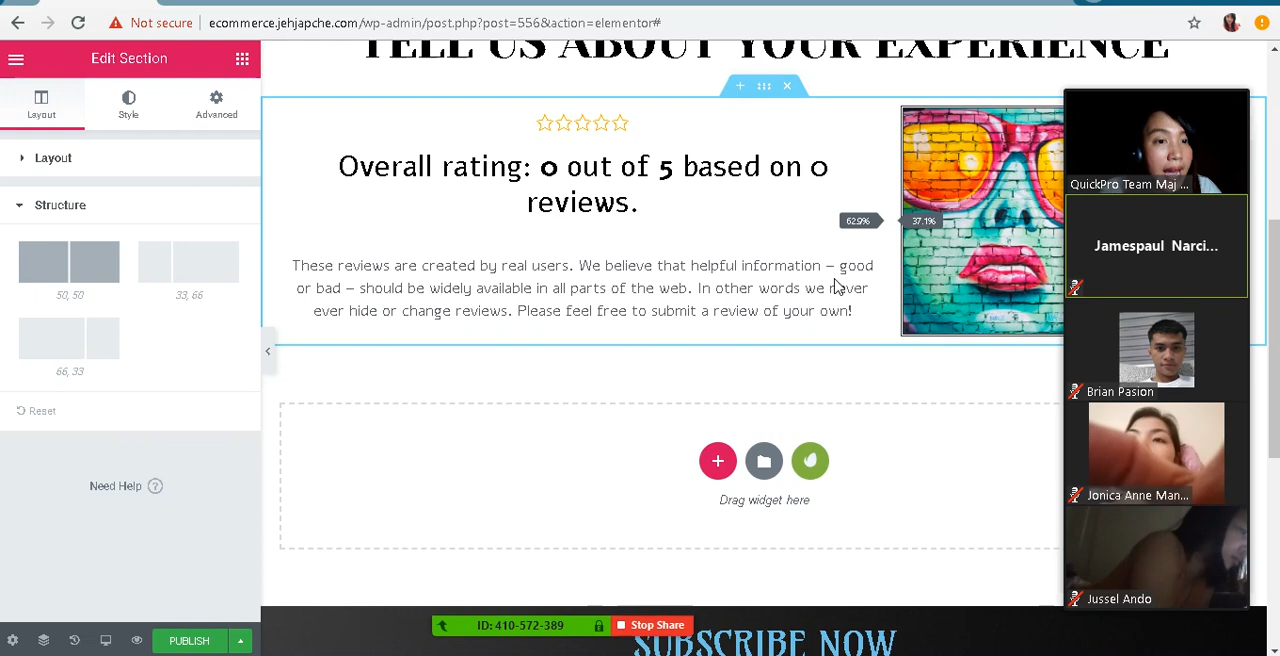 Not secure
ecommerce.jehjapche.com/wp-admin/post.php?post=556&action=elementor#
Edit Section
Layout
Style
Advanced
Layout
Structure
50, 50
33, 66
66, 33
Reset
Need Help
PUBLISH
TELL US ABOUT YOUR EXPERIENCE
Overall rating: 0 out of 5 based on 0
reviews.
62.9%
37.1%
These reviews are created by real users. We believe that helpful information – good
or bad – should be widely available in all parts of the web. In other words we never
ever hide or change reviews. Please feel free to submit a review of your own!
Drag widget here
ID: 410-572-389
Stop Share
SUBSCRIBE NOW
QuickPro Team Maj ...
Jamespaul Narci...
Brian Pasion
Jonica Anne Man...
Jussel Ando